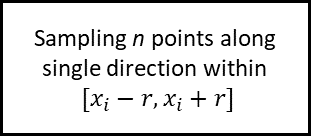 Sampling n points along
single direction within
[xᵢ − r, xᵢ + r]